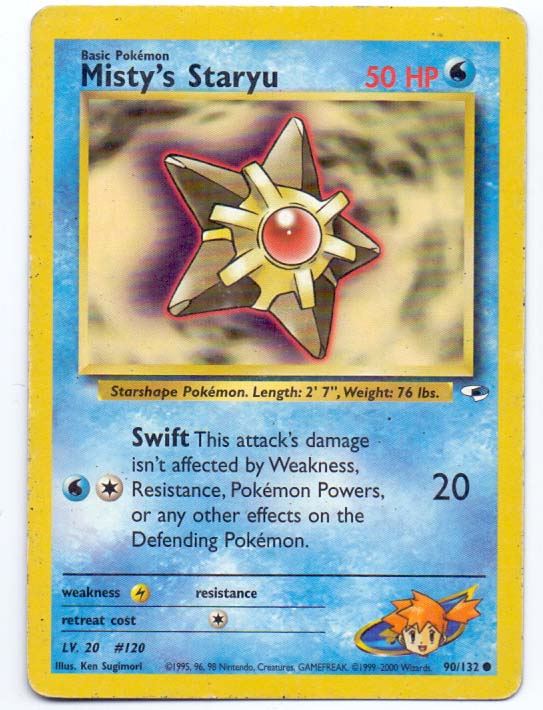 Basic Pokémon
Misty's Staryu
50 HP
Starshape Pokémon. Length: 2' 7", Weight: 76 lbs.
Swift This attack's damage
isn't affected by Weakness,
Resistance, Pokémon Powers,
or any other effects on the
Defending Pokémon.
20
weakness
resistance
retreat cost
LV. 20 #120
Illus. Ken Sugimori
©1995, 96, 98 Nintendo, Creatures, GAMEFREAK. ©1999-2000 Wizards.
90/132